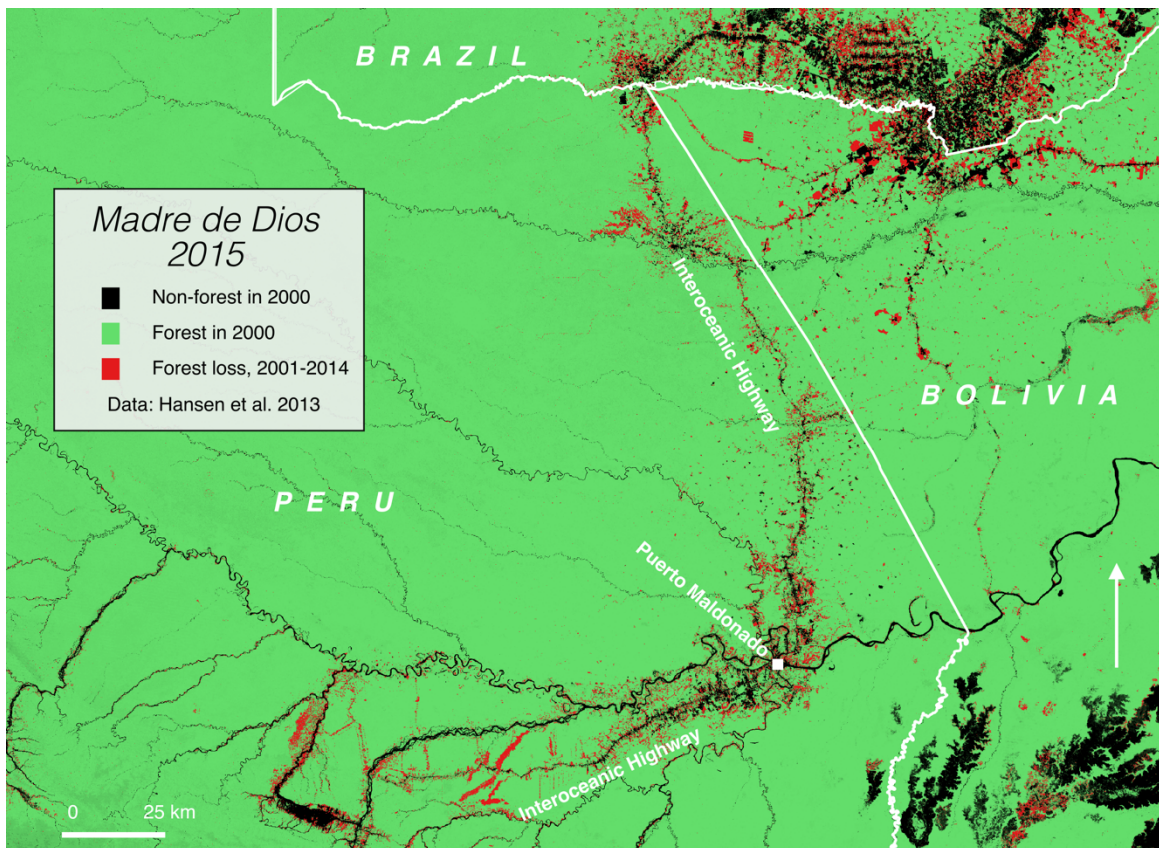 BRAZIL
Madre de Dios
2015
Non-forest in 2000
Forest in 2000
Forest loss, 2001-2014
Data: Hansen et al. 2013
Interoceanic Highway
BOLIVIA
PERU
Puerto Maldonado
Interoceanic Highway
0 25 km